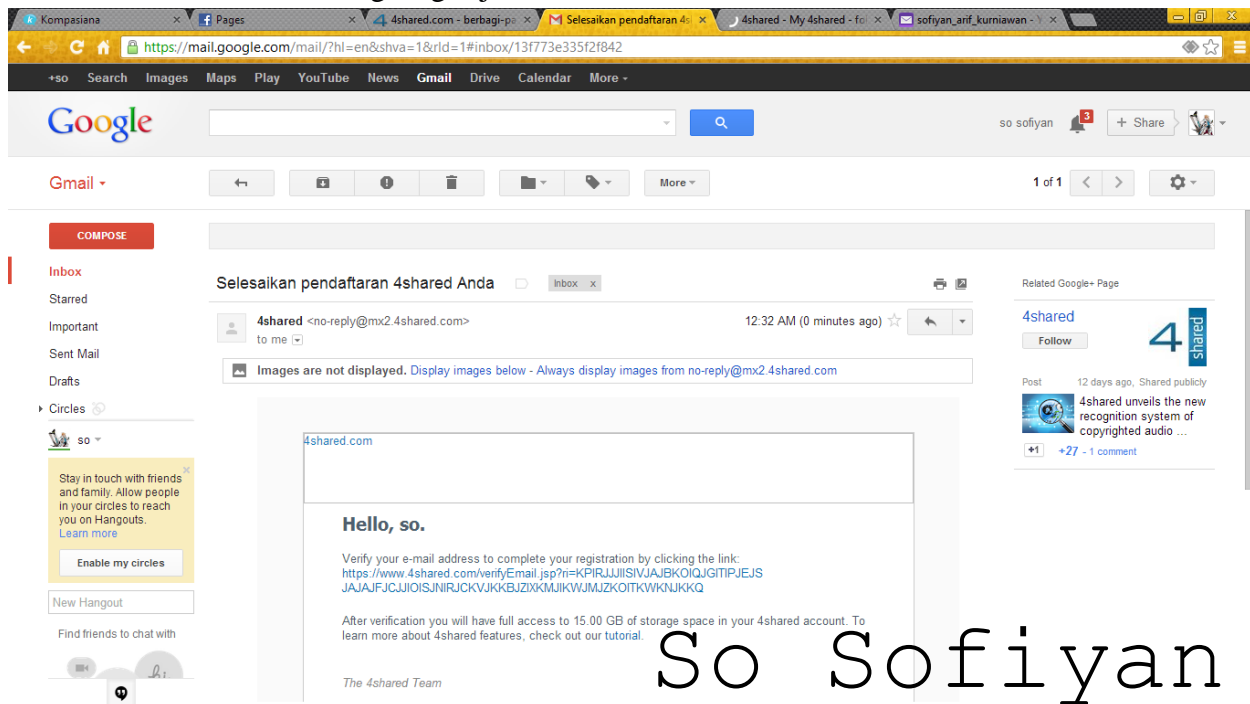 Kompasiana
Pages
4shared.com - berbagi-pa
Selesaikan pendaftaran 4s
4shared - My 4shared - fol
sofiyan_arif_kurniawan - Y
https://mail.google.com/mail/?hl=en&shva=1&rld=1#inbox/13f773e335f2f842
+so Search Images Maps Play YouTube News Gmail Drive Calendar More
Google
so sofiyan 3 + Share
Gmail
More
1 of 1
COMPOSE
Inbox
Starred
Important
Sent Mail
Drafts
Circles
so
Stay in touch with friends
and family. Allow people
in your circles to reach
you on Hangouts.
Learn more
Enable my circles
New Hangout
Find friends to chat with
Selesaikan pendaftaran 4shared Anda Inbox x
4shared <no-reply@mx2.4shared.com> 12:32 AM (0 minutes ago)
to me
Images are not displayed. Display images below - Always display images from no-reply@mx2.4shared.com
4shared.com
Hello, so.
Verify your e-mail address to complete your registration by clicking the link:
https://www.4shared.com/verifyEmail.jsp?ri=KPIRJJJIISIVJAJBKOIQJGITIPJEJS
JAJAJFJCJJIOISJNIRJCKVJKKBJZIXKMJIKWJMJZKOITKWKNJKKQ
After verification you will have full access to 15.00 GB of storage space in your 4shared account. To
learn more about 4shared features, check out our tutorial.
The 4shared Team
Related Google+ Page
4shared
Follow
4 shared
Post 12 days ago, Shared publicly
4shared unveils the new
recognition system of
copyrighted audio ...
+1 +27 - 1 comment
So Sofiyan